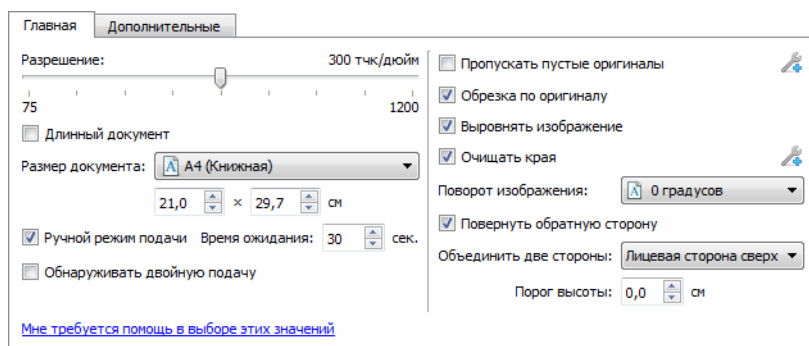 Главная
Дополнительные
Разрешение:
300 тчк/дюйм
75
1200
Длинный документ
Размер документа:
A4 (Книжная)
21,0 × 29,7 см
Ручной режим подачи
Время ожидания: 30 сек.
Обнаруживать двойную подачу
Мне требуется помощь в выборе этих значений
Пропускать пустые оригиналы
Обрезка по оригиналу
Выровнять изображение
Очищать края
Поворот изображения:
0 градусов
Повернуть обратную сторону
Объединить две стороны:
Лицевая сторона сверх
Порог высоты: 0,0 см